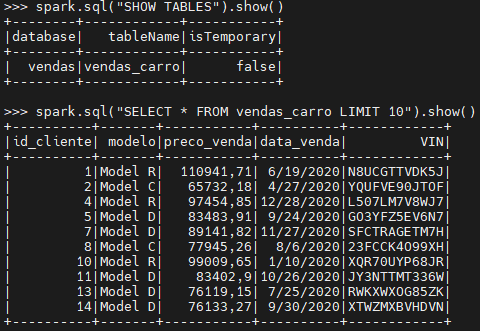 >>> spark.sql("SHOW TABLES").show()
+--------+------------+-----------+
|database|   tableName|isTemporary|
+--------+------------+-----------+
|  vendas|vendas_carro|      false|
+--------+------------+-----------+
>>> spark.sql("SELECT * FROM vendas_carro LIMIT 10").show()
+----------+-------+-----------+----------+------------+
|id_cliente| modelo|preco_venda|data_venda|         VIN|
+----------+-------+-----------+----------+------------+
|         1|Model R|  110941,71| 6/19/2020|N8UCGTTVDK5J|
|         2|Model C|   65732,18| 4/27/2020|YQUFVE90JTOF|
|         4|Model R|   97454,85|12/28/2020|L507LM7V8WJ7|
|         5|Model D|   83483,91| 9/24/2020|GO3YFZ5EV6N7|
|         7|Model D|   89141,82|11/27/2020|SFCTRAGETM7H|
|         8|Model C|   77945,26|  8/6/2020|23FCCK4O99XH|
|        10|Model R|   99009,65| 1/10/2020|XQR70UYP68JR|
|        11|Model D|    83402,9|10/26/2020|JY3NTTMT336W|
|        13|Model D|   76119,15| 7/25/2020|RWKXWXOG85ZK|
|        14|Model D|   76133,27| 9/30/2020|XTWZMXBVHDVN|
+----------+-------+-----------+----------+------------+